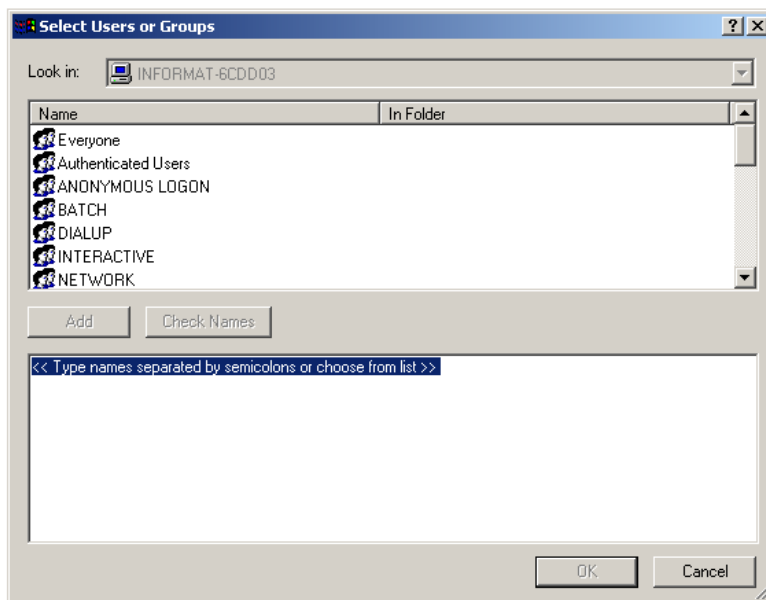 Select Users or Groups
Look in: INFORMAT-6CDD03
Name In Folder
Everyone
Authenticated Users
ANONYMOUS LOGON
BATCH
DIALUP
INTERACTIVE
NETWORK
Add Check Names
<< Type names separated by semicolons or choose from list >>
OK Cancel